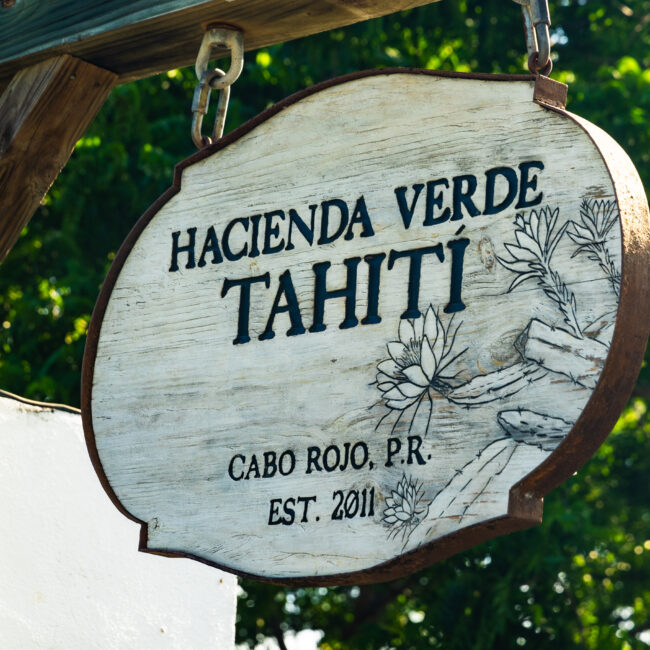 HACIENDA VERDE
TAHITÍ
CABO ROJO, P.R.
EST. 2011